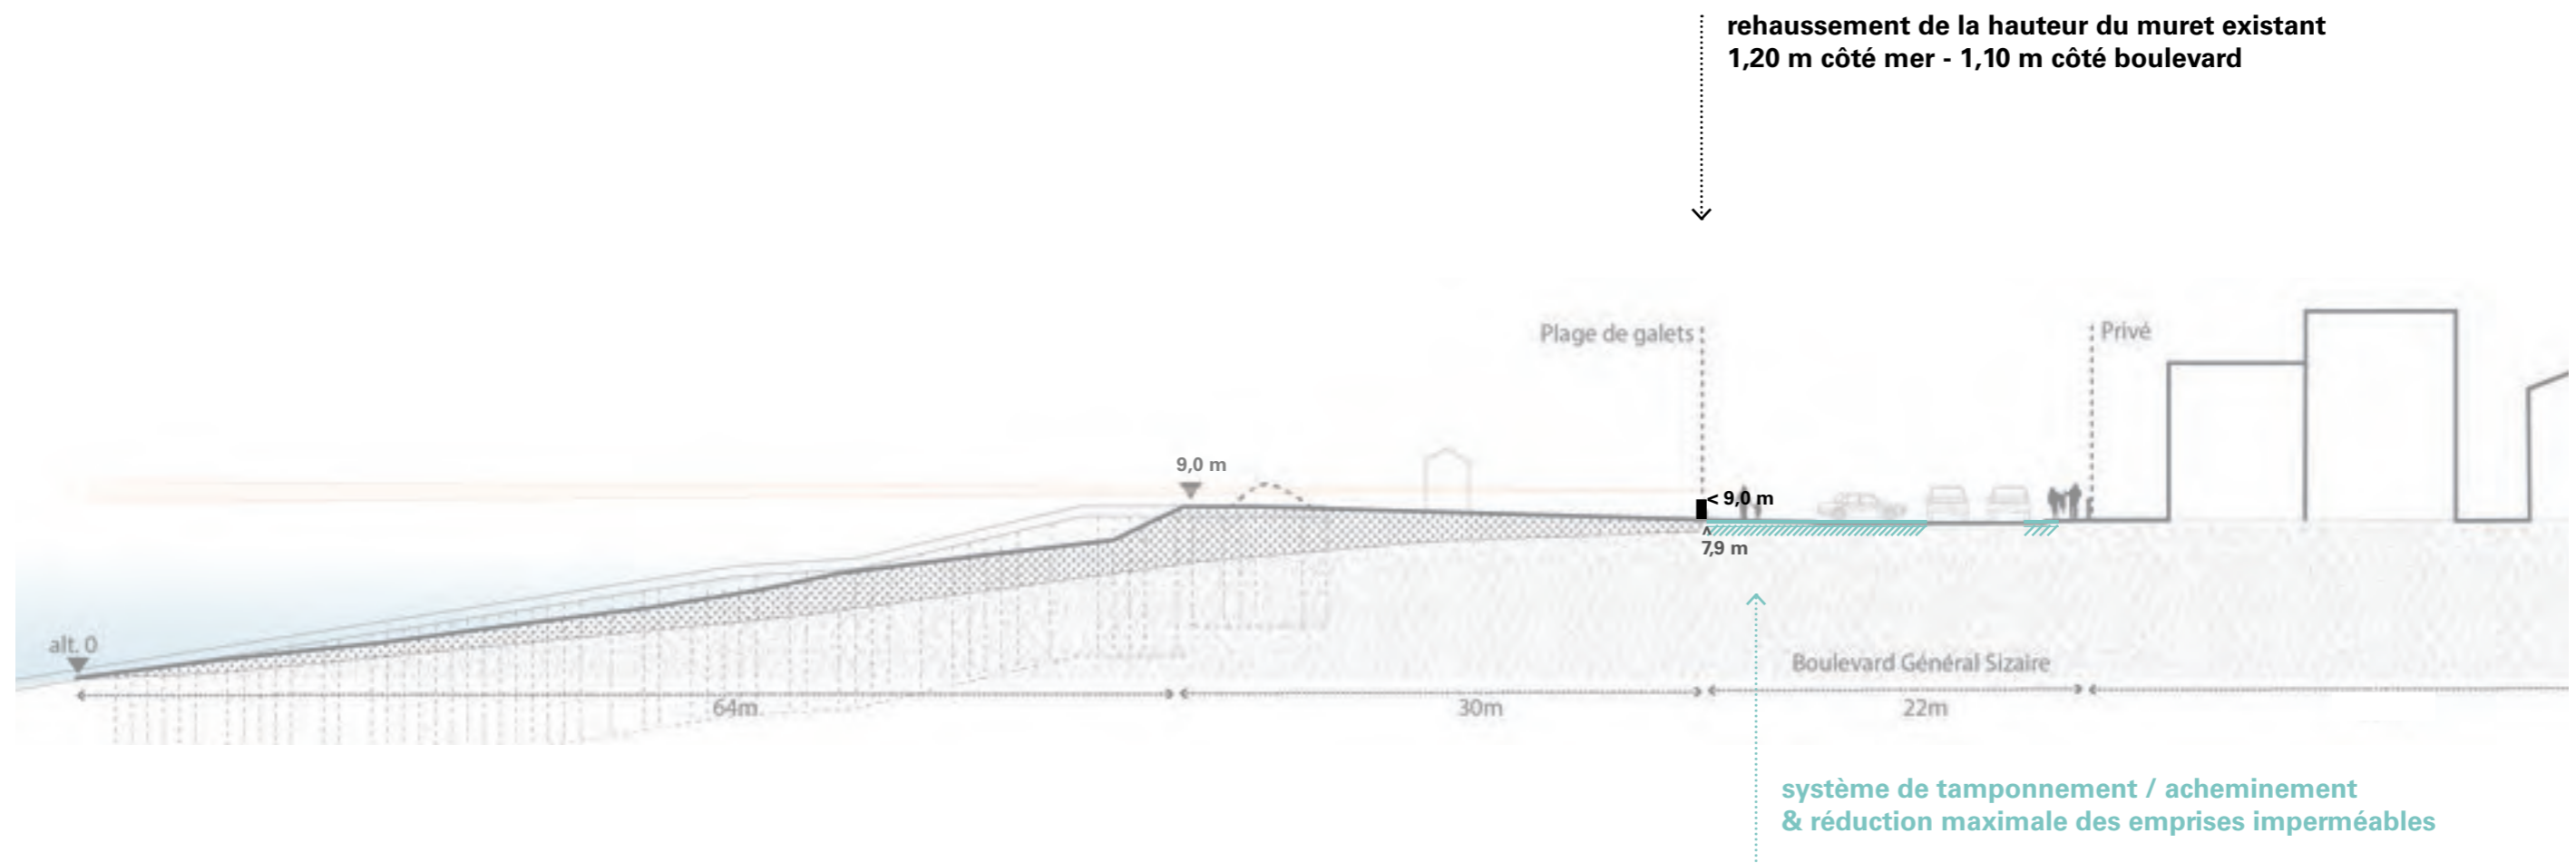 rehaussement de la hauteur du muret existant
1,20 m côté mer - 1,10 m côté boulevard
Plage de galets
Privé
9,0 m
< 9,0 m
7,9 m
alt. 0
Boulevard Général Sizaire
64m
30m
22m
système de tamponnement / acheminement
& réduction maximale des emprises imperméables